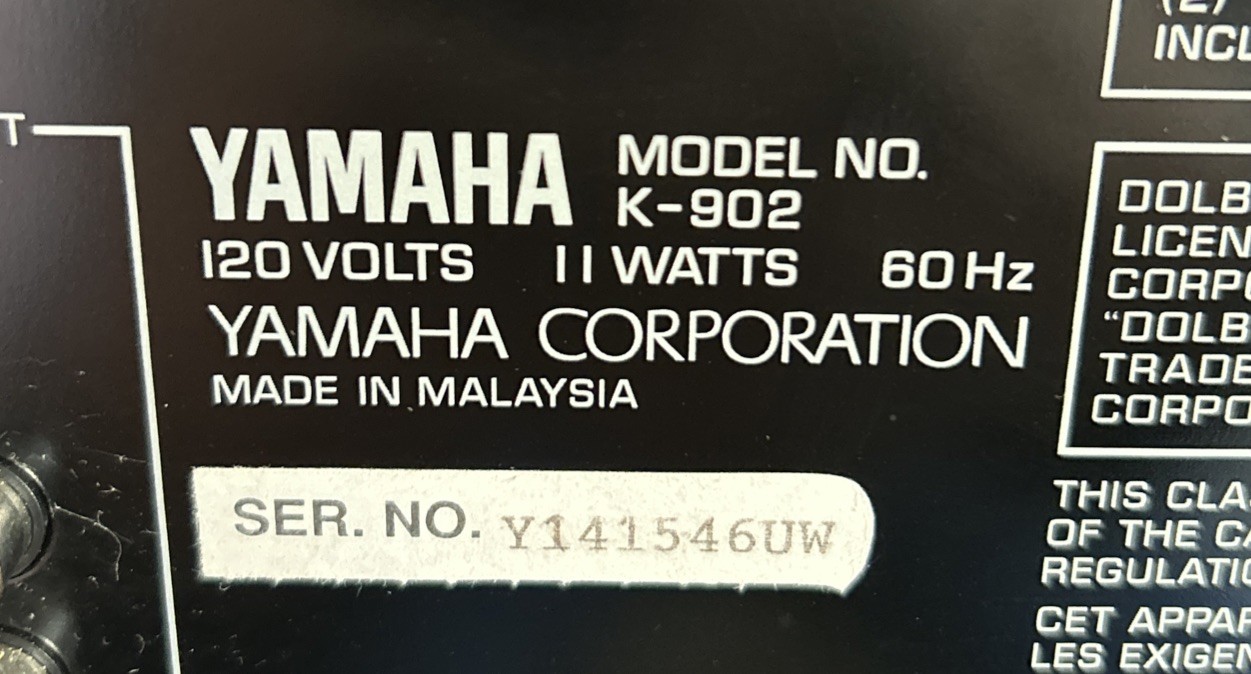 INCL
T
YAMAHA MODEL NO.
K-902
120 VOLTS 11 WATTS 60 Hz
YAMAHA CORPORATION
MADE IN MALAYSIA
SER. NO. Y141546UW
DOLB
LICEN
CORPO
“DOLB
TRADE
CORPO
THIS CLA
OF THE CA
REGULATIO
CET APPAR
LES EXIGEN